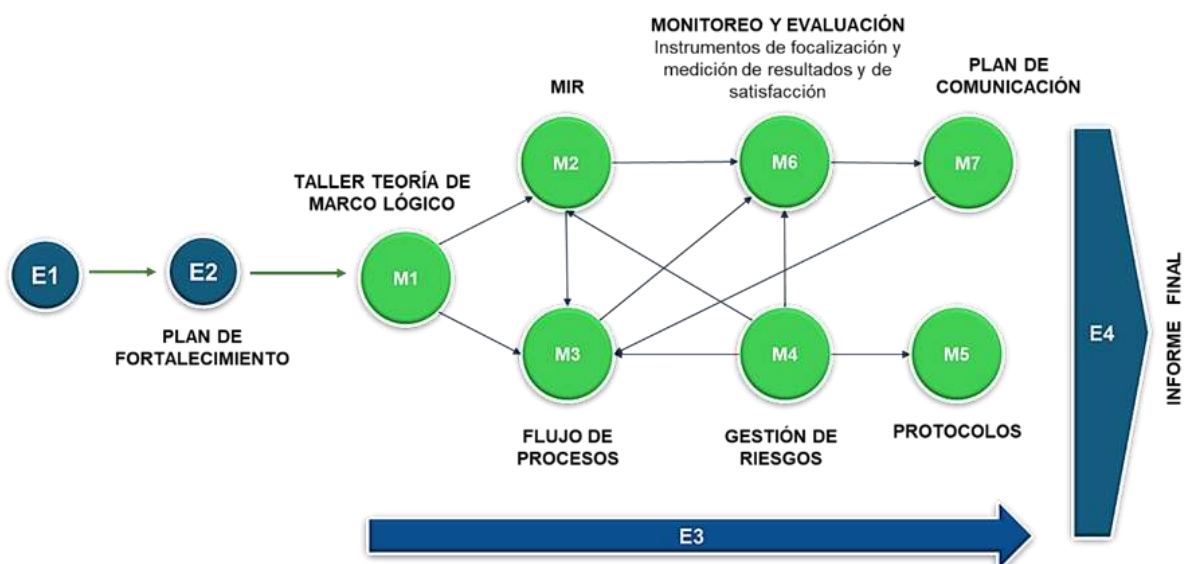 MONITOREO Y EVALUACIÓN
Instrumentos de focalización y
medición de resultados y de
satisfacción
PLAN DE
COMUNICACIÓN
MIR
M2
M6
M7
TALLER TEORÍA DE
MARCO LÓGICO
E1
E2
M1
PLAN DE
FORTALECIMIENTO
M3
M4
M5
FLUJO DE
PROCESOS
GESTIÓN DE
RIESGOS
PROTOCOLOS
E3
E4
INFORME FINAL